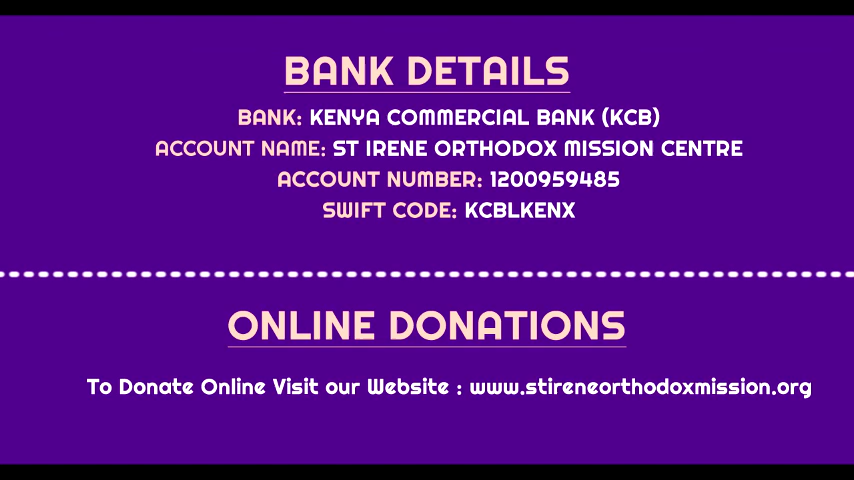 BANK DETAILS
BANK: KENYA COMMERCIAL BANK (KCB)
ACCOUNT NAME: ST IRENE ORTHODOX MISSION CENTRE
ACCOUNT NUMBER: 1200959485
SWIFT CODE: KCBLKENX
ONLINE DONATIONS
To Donate Online Visit our Website : www.stireneorthodoxmission.org